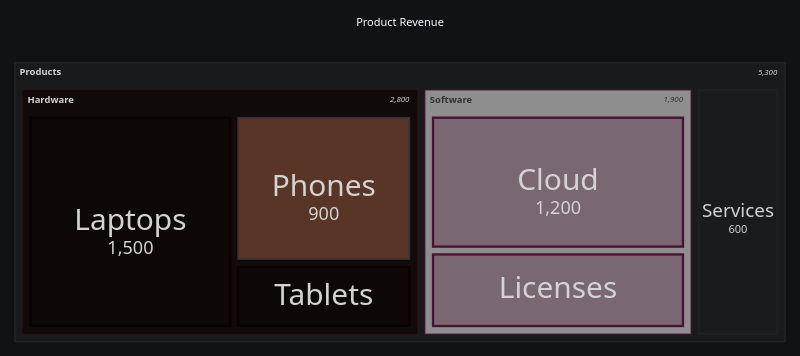 Product Revenue
Products
5,300
Hardware
2,800
Laptops
1,500
Phones
900
Tablets
Software
1,900
Cloud
1,200
Licenses
Services
600